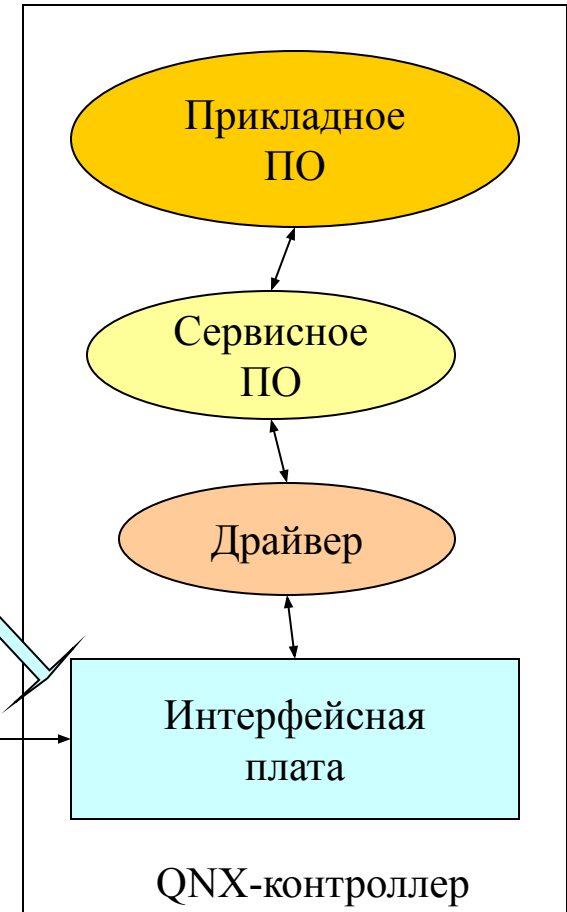 Прикладное
ПО
Сервисное
ПО
Драйвер
Интерфейсная
плата
QNX-контроллер